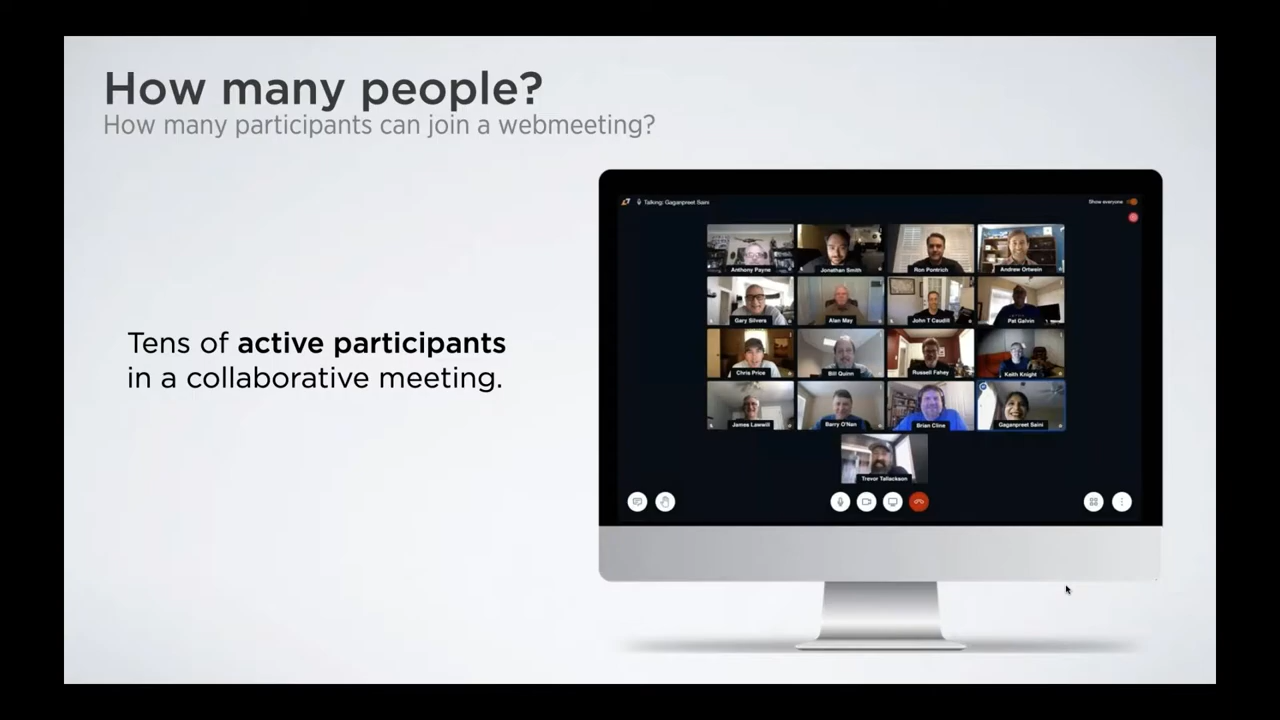 How many people?
How many participants can join a webmeeting?
Talking: Gaganpreet Saini
Show everyone
Anthony Payne
Jonathan Smith
Ron Pontrich
Andrew Ortwein
Gary Silvers
Alan May
John T Caudill
Pat Galvin
Tens of active participants
in a collaborative meeting.
Chris Price
Bill Quinn
Russell Fahey
Keith Knight
James Lawwill
Barry O'Nan
Brian Cline
Gaganpreet Saini
Trevor Tallackson